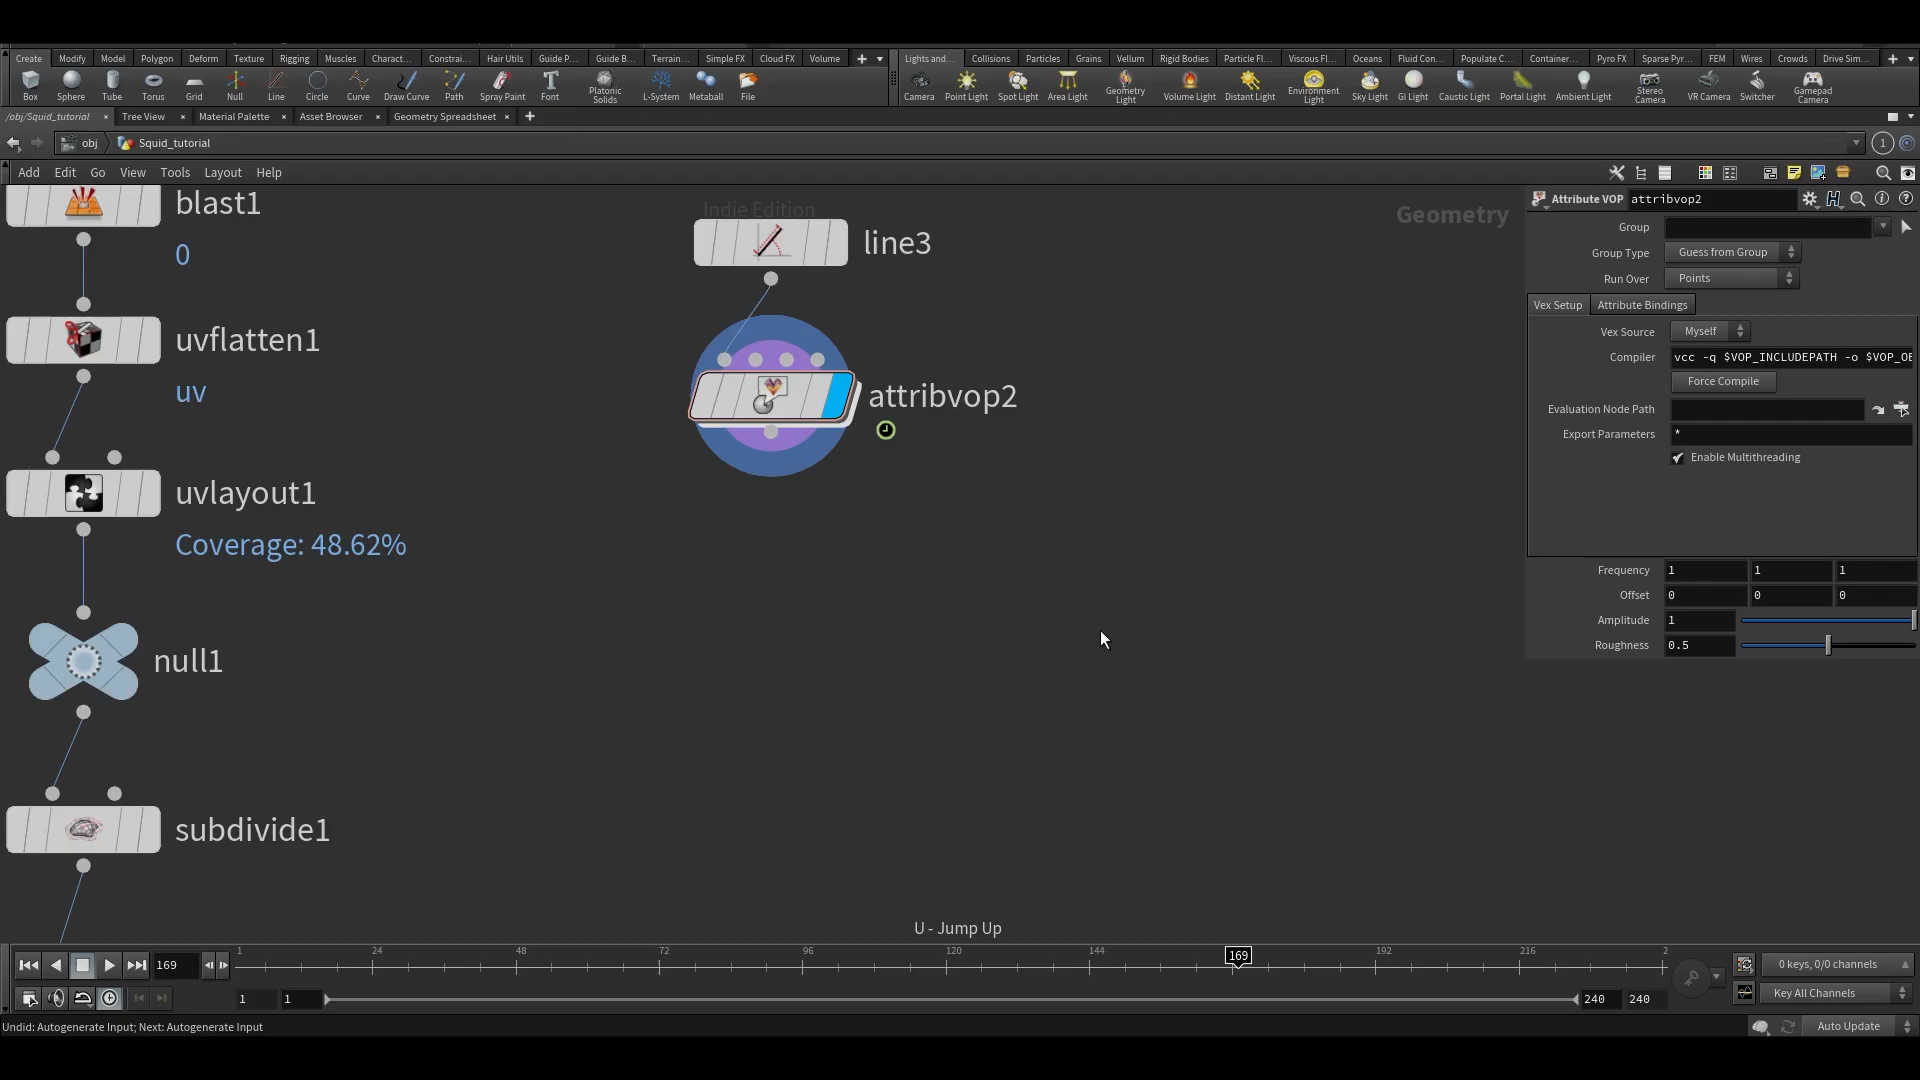 Create Modify Model Polygon Deform Texture Rigging Muscles Charact... Constrai... Hair Utils Guide P... Guide B... Terrain... Simple FX Cloud FX Volume
Lights and... Collisions Particles Grains Vellum Rigid Bodies Particle Fl... Viscous Fl... Oceans Fluid Con... Populate C... Container... Pyro FX Sparse Pyr... FEM Wires Crowds Drive Sim...
Box Sphere Tube Torus Grid Null Line Circle Curve Draw Curve Path Spray Paint Font Platonic Solids L-System Metaball File
Camera Point Light Spot Light Area Light Geometry Light Volume Light Distant Light Environment Light Sky Light GI Light Caustic Light Portal Light Ambient Light Stereo Camera VR Camera Switcher Gamepad Camera
/obj/Squid_tutorial Tree View Material Palette Asset Browser Geometry Spreadsheet
obj Squid_tutorial 1
Add Edit Go View Tools Layout Help
Indie Edition
Geometry
blast1
0
uvflatten1
uv
uvlayout1
Coverage: 48.62%
null1
subdivide1
line3
attribvop2
Attribute VOP attribvop2
Group
Group Type Guess from Group
Run Over Points
Vex Setup Attribute Bindings
Vex Source Myself
Compiler vcc -q $VOP_INCLUDEPATH -o $VOP_OB
Force Compile
Evaluation Node Path
Export Parameters *
Enable Multithreading
Frequency 1 1 1
Offset 0 0 0
Amplitude 1
Roughness 0.5
U - Jump Up
169 1 24 48 72 96 120 144 169 192 216 2
0 keys, 0/0 channels
1 1 240 240
Key All Channels
Undid: Autogenerate Input; Next: Autogenerate Input
Auto Update